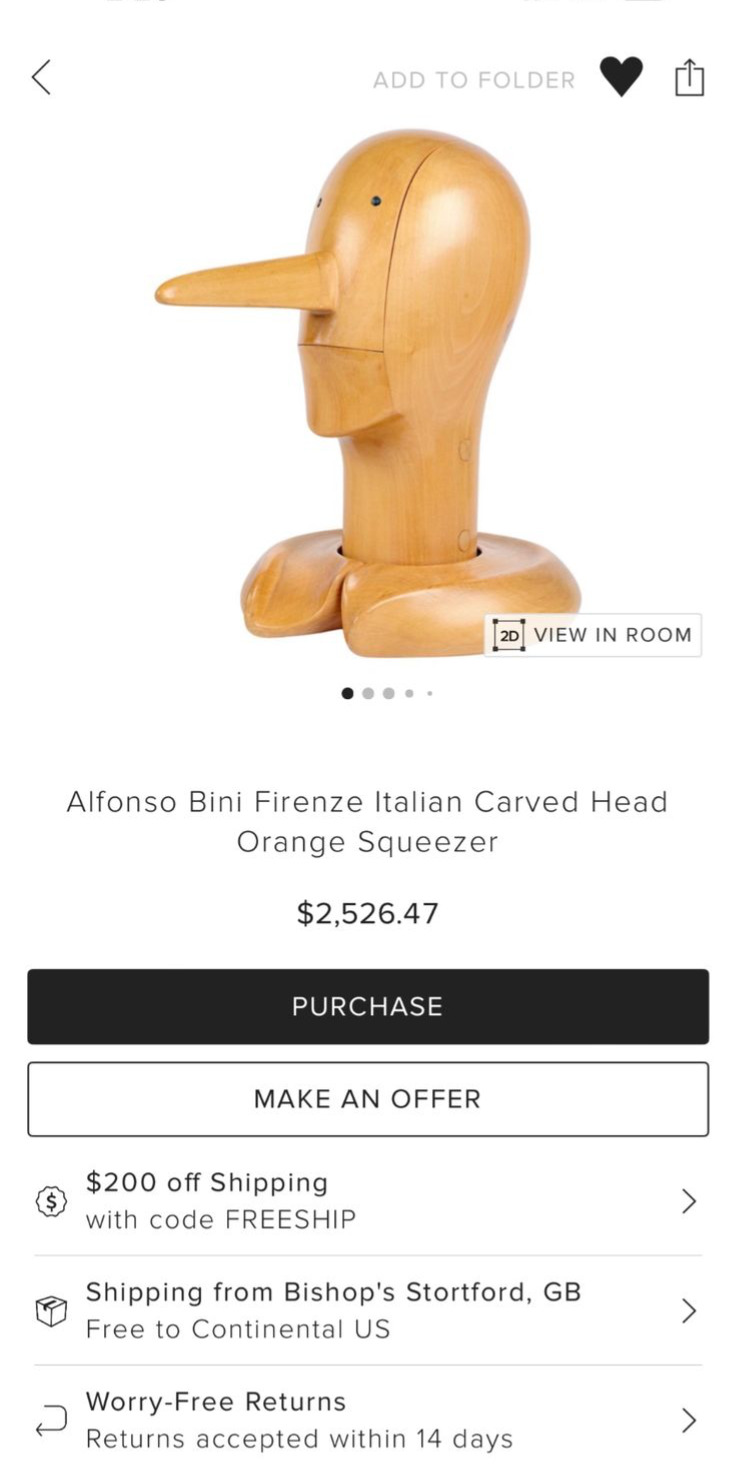 ADD TO FOLDER
2D VIEW IN ROOM
Alfonso Bini Firenze Italian Carved Head
Orange Squeezer
$2,526.47
PURCHASE
MAKE AN OFFER
$200 off Shipping
with code FREESHIP
Shipping from Bishop's Stortford, GB
Free to Continental US
Worry-Free Returns
Returns accepted within 14 days